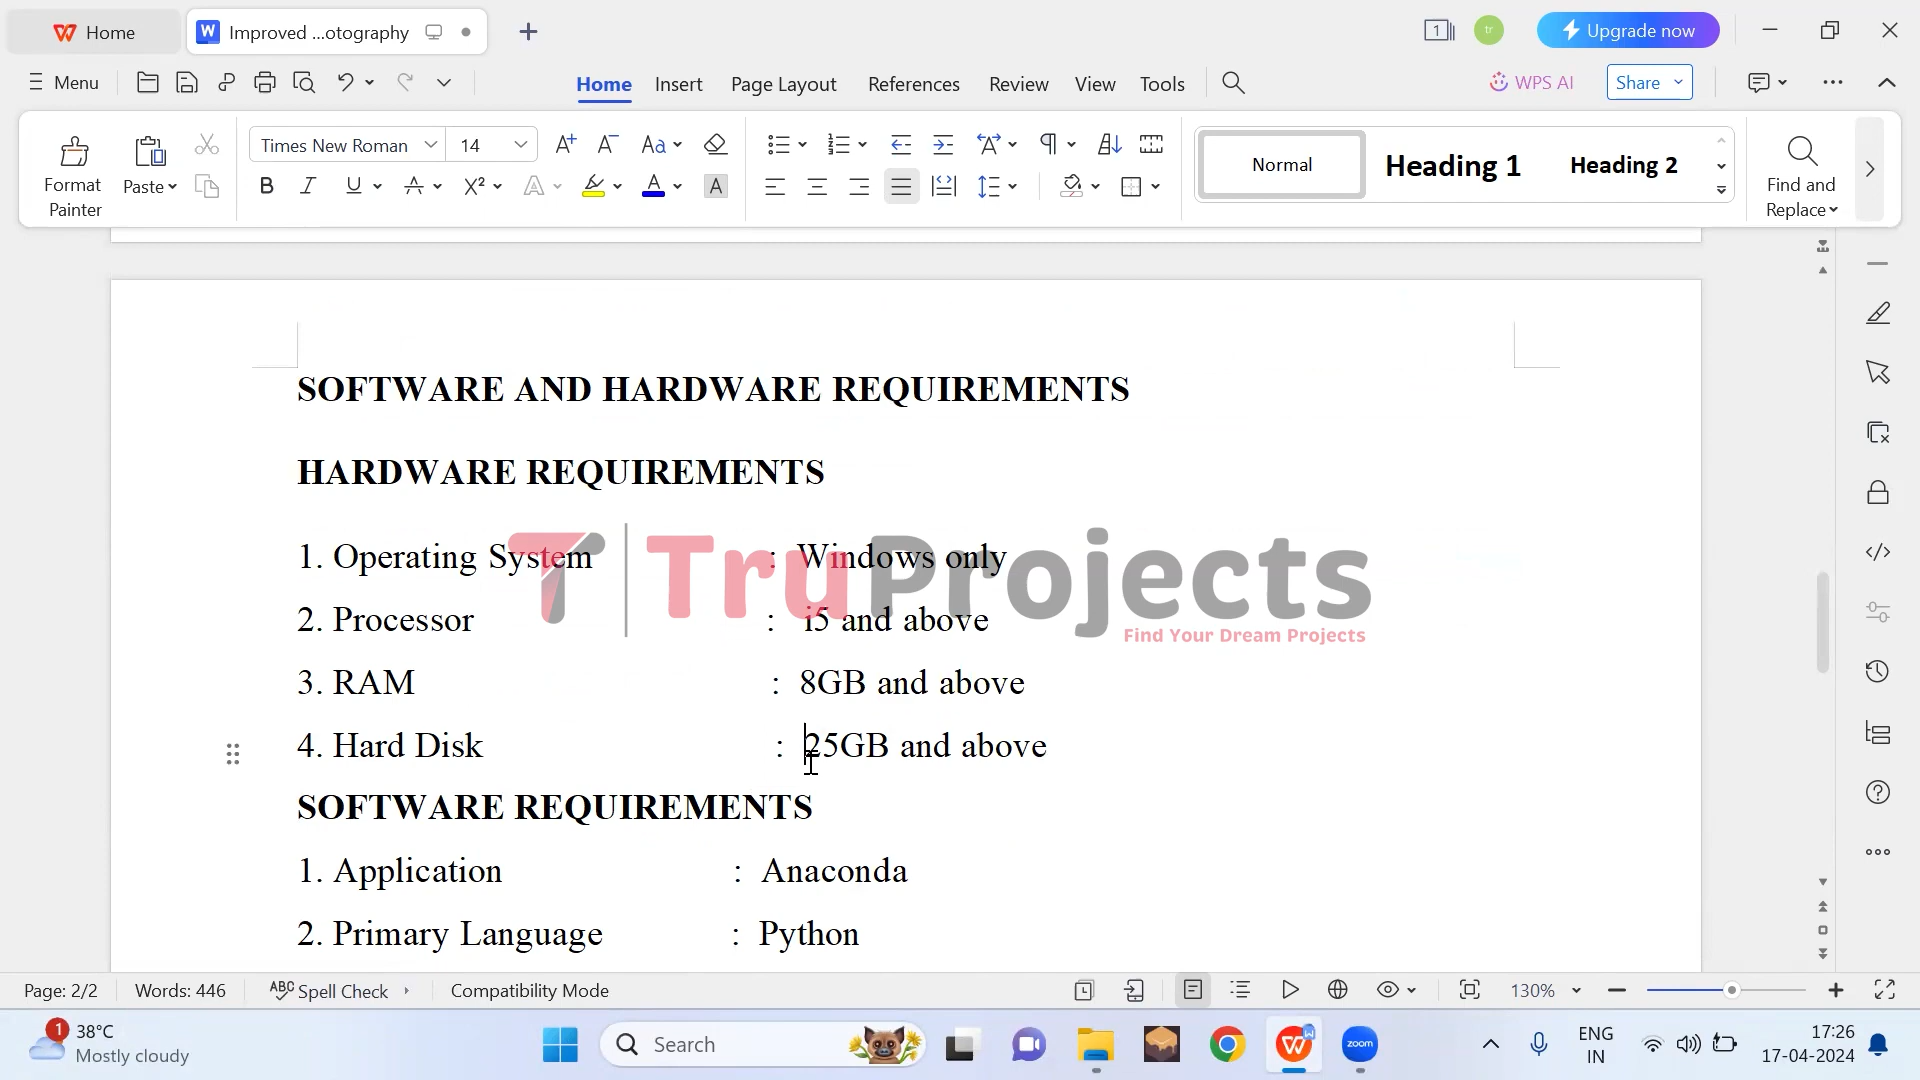 Home
Improved ...otography
1
tr
Upgrade now
Menu
Home Insert Page Layout References Review View Tools
WPS AI
Share
Format Painter
Paste
Times New Roman
14
Normal
Heading 1
Heading 2
Find and Replace
SOFTWARE AND HARDWARE REQUIREMENTS
HARDWARE REQUIREMENTS
1. Operating System : Windows only
2. Processor : i5 and above
3. RAM : 8GB and above
4. Hard Disk : 25GB and above
TruProjects
Find Your Dream Projects
SOFTWARE REQUIREMENTS
1. Application : Anaconda
2. Primary Language : Python
Page: 2/2
Words: 446
Spell Check
Compatibility Mode
130%
1
38°C
Mostly cloudy
Search
zoom
ENG
IN
17:26
17-04-2024